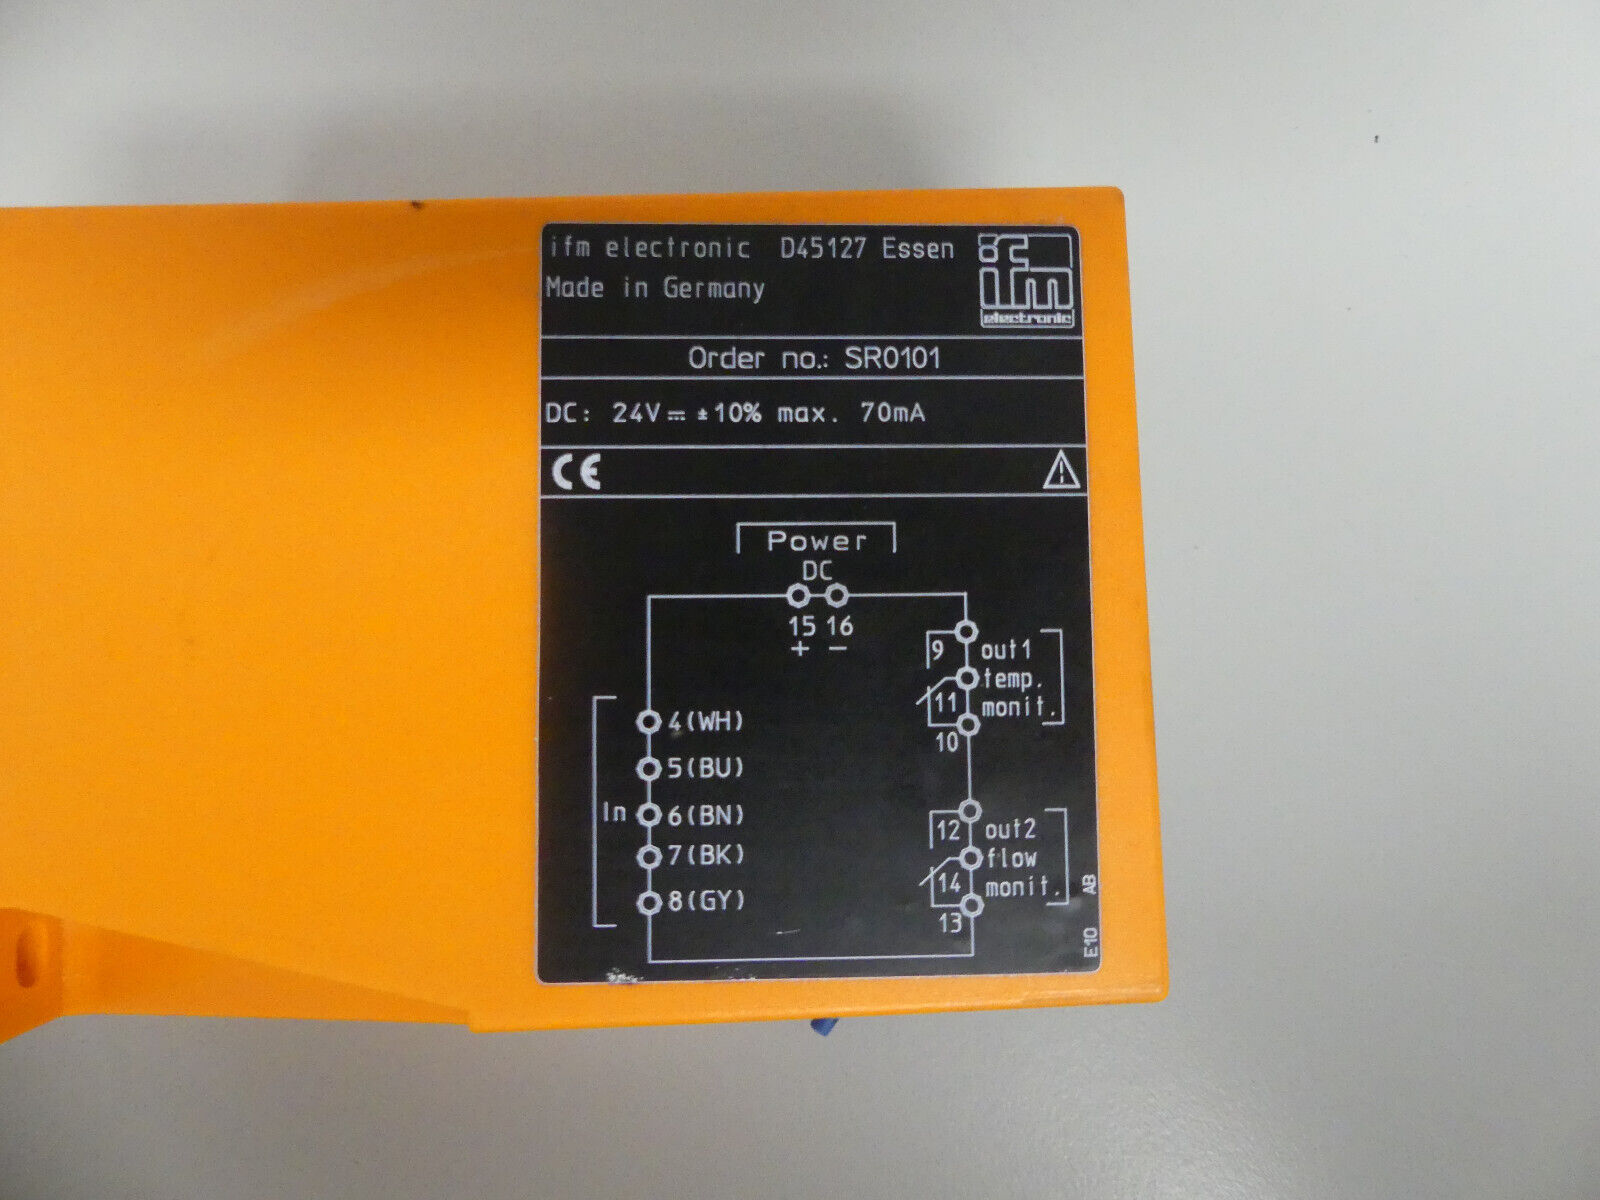 ifm electronic D45127 Essen
Made in Germany
ifm
electronic
Order no.: SR0101
DC: 24V⎓ ±10% max. 70mA
CE
Power
DC
15 16
+ −
9 out1
temp.
11 monit.
10
4(WH)
5(BU)
In 6(BN)
7(BK)
8(GY)
12 out2
flow
14 monit.
13
AB
E10